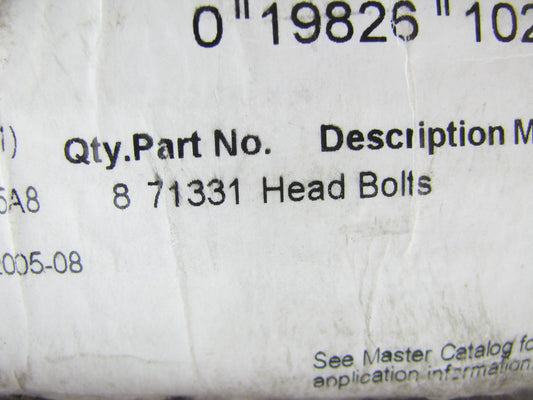 0"19826"102
Qty.Part No. Description M
5A8 8 71331 Head Bolts
2005-08
See Master Catalog fo
application information.